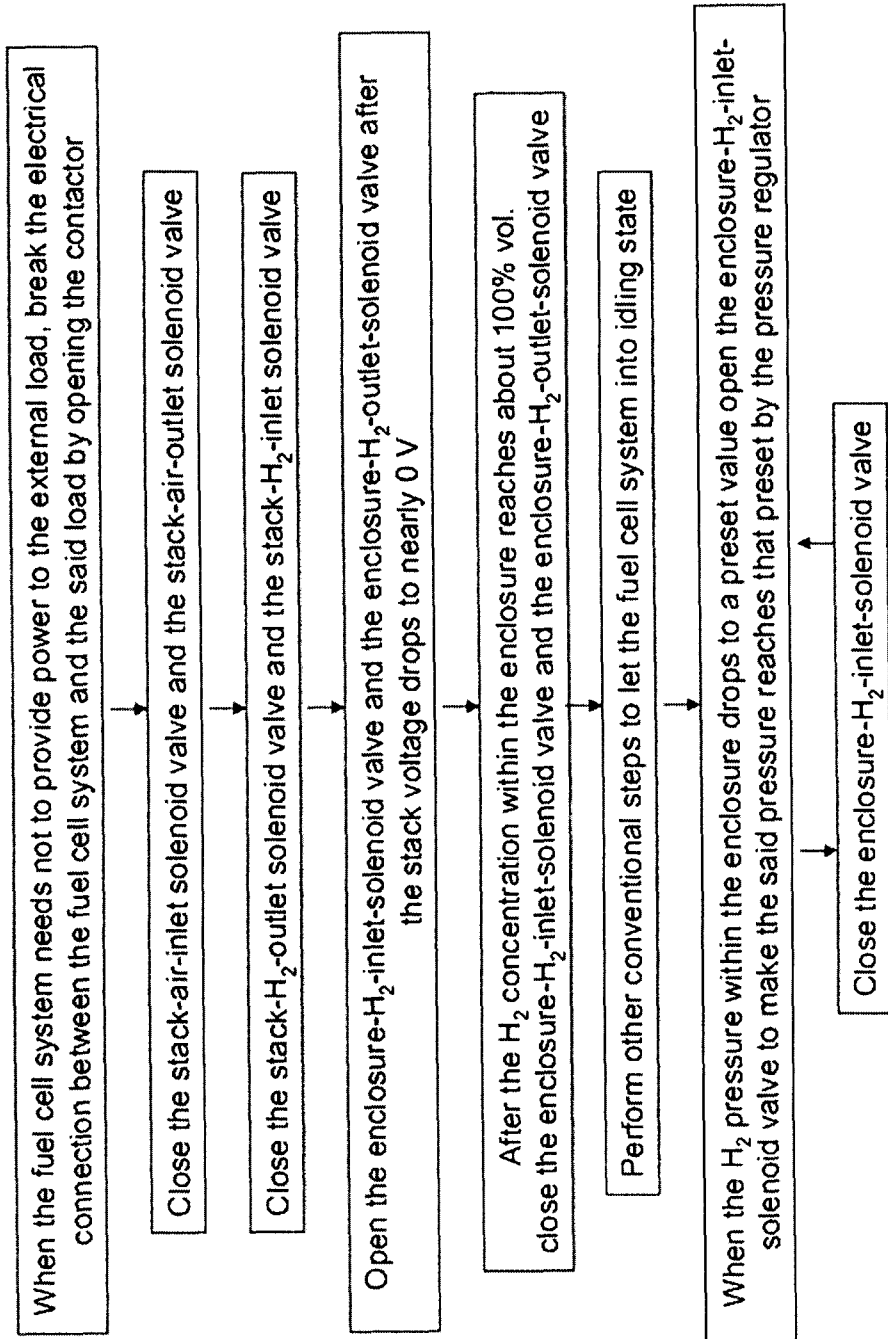 When the fuel cell system needs not to provide power to the external load, break the electrical
connection between the fuel cell system and the said load by opening the contactor
Close the stack-air-inlet solenoid valve and the stack-air-outlet solenoid valve
Close the stack-H₂-outlet solenoid valve and the stack-H₂-inlet solenoid valve
Open the enclosure-H₂-inlet-solenoid valve and the enclosure-H₂-outlet-solenoid valve after
the stack voltage drops to nearly 0 V
After the H₂ concentration within the enclosure reaches about 100% vol.
close the enclosure-H₂-inlet-solenoid valve and the enclosure-H₂-outlet-solenoid valve
Perform other conventional steps to let the fuel cell system into idling state
When the H₂ pressure within the enclosure drops to a preset value open the enclosure-H₂-inlet-
solenoid valve to make the said pressure reaches that preset by the pressure regulator
Close the enclosure-H₂-inlet-solenoid valve